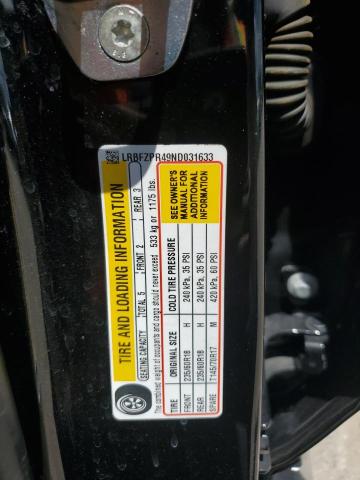 LRBFZPR49ND031633
TIRE AND LOADING INFORMATION
SEATING CAPACITY TOTAL 5 FRONT 2 REAR 3
The combined weight of occupants and cargo should never exceed 533 kg or 1175 lbs.
TIRE ORIGINAL SIZE COLD TIRE PRESSURE
FRONT 235/60R18 H 240 kPa, 35 PSI
REAR 235/60R18 H 240 kPa, 35 PSI
SPARE T145/70R17 M 420 kPa, 60 PSI
SEE OWNER'S
MANUAL FOR
ADDITIONAL
INFORMATION